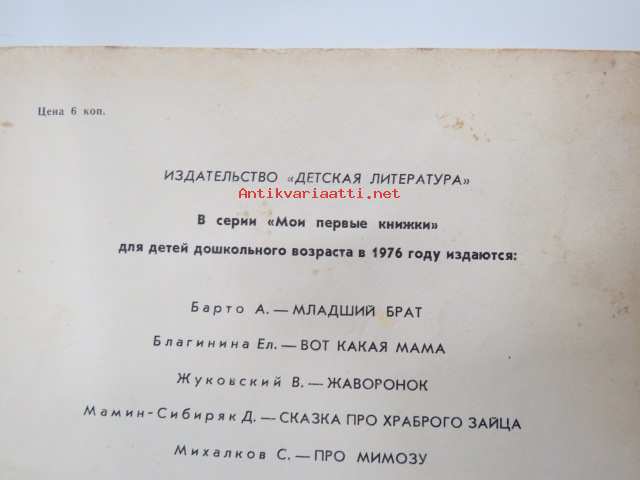 Цена 6 коп.
ИЗДАТЕЛЬСТВО «ДЕТСКАЯ ЛИТЕРАТУРА»
Antikvariaatti.net
В серии «Мои первые книжки»
для детей дошкольного возраста в 1976 году издаются:
Барто А. — МЛАДШИЙ БРАТ
Благинина Ел. — ВОТ КАКАЯ МАМА
Жуковский В. — ЖАВОРОНОК
Мамин-Сибиряк Д. — СКАЗКА ПРО ХРАБРОГО ЗАЙЦА
Михалков С. — ПРО МИМОЗУ